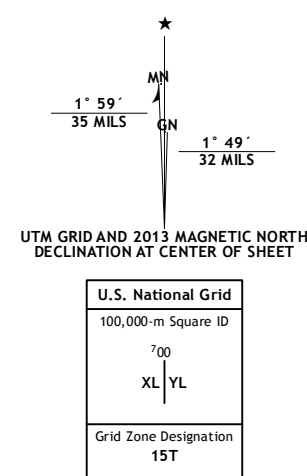 ★
MN
1° 59´
35 MILS
GN
1° 49´
32 MILS
UTM GRID AND 2013 MAGNETIC NORTH
DECLINATION AT CENTER OF SHEET
U.S. National Grid
100,000-m Square ID
⁷00
XL YL
Grid Zone Designation
15T